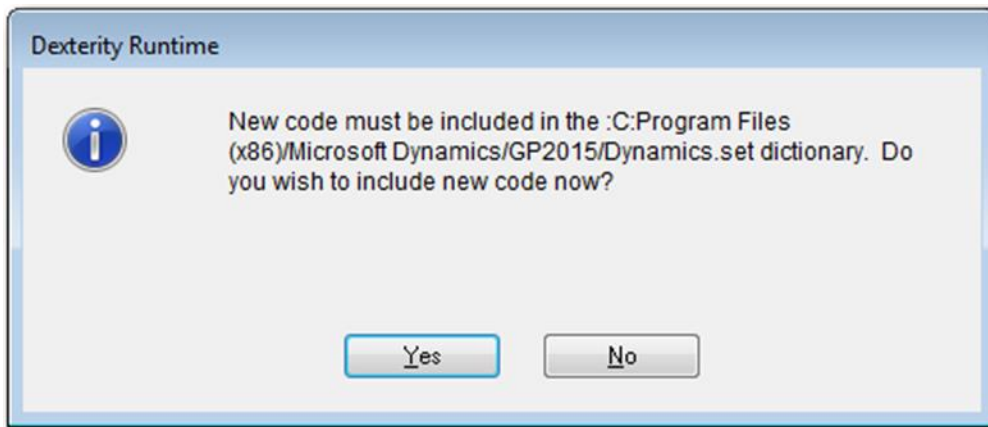 Dexterity Runtime
New code must be included in the :C:Program Files
(x86)/Microsoft Dynamics/GP2015/Dynamics.set dictionary.  Do
you wish to include new code now?
Yes
No